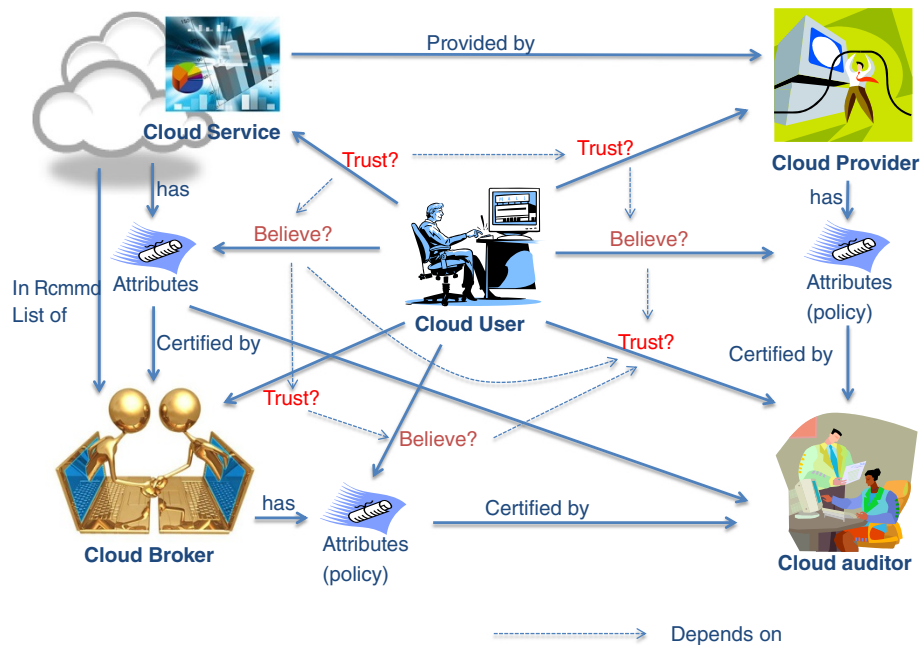 Provided by
Cloud Service
Trust?
Trust?
Cloud Provider
has
has
Believe?
Believe?
In Rcmmd
List of
Attributes
Attributes
(policy)
Cloud User
Certified by
Trust?
Certified by
Trust?
Believe?
has
Certified by
Cloud Broker
Attributes
(policy)
Cloud auditor
Depends on